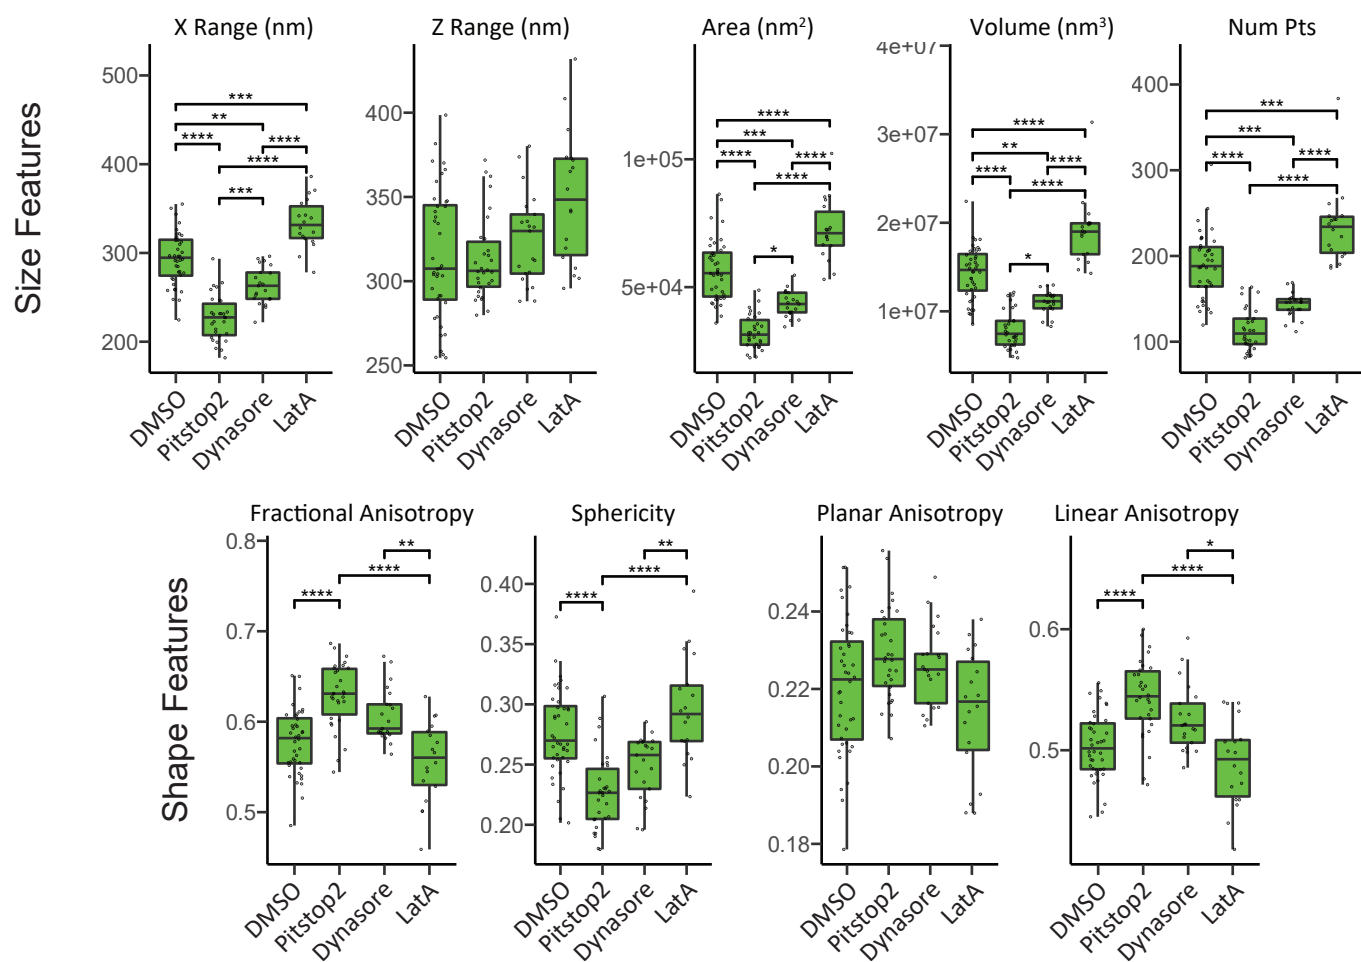 Size Features
X Range (nm)
500
400
300
200
***
**
****
****
****
***
DMSO
Pitstop2
Dynasore
LatA
Z Range (nm)
400
350
300
250
DMSO
Pitstop2
Dynasore
LatA
Area (nm²)
1e+05
5e+04
****
***
****
****
****
*
DMSO
Pitstop2
Dynasore
LatA
Volume (nm³)
4e+07
3e+07
2e+07
1e+07
****
**
****
****
****
*
DMSO
Pitstop2
Dynasore
LatA
Num Pts
400
300
200
100
***
***
****
****
****
DMSO
Pitstop2
Dynasore
LatA
Shape Features
Fractional Anisotropy
0.8
0.7
0.6
0.5
**
****
****
DMSO
Pitstop2
Dynasore
LatA
Sphericity
0.40
0.35
0.30
0.25
0.20
**
****
****
DMSO
Pitstop2
Dynasore
LatA
Planar Anisotropy
0.24
0.22
0.20
0.18
DMSO
Pitstop2
Dynasore
LatA
Linear Anisotropy
0.6
0.5
*
****
****
DMSO
Pitstop2
Dynasore
LatA